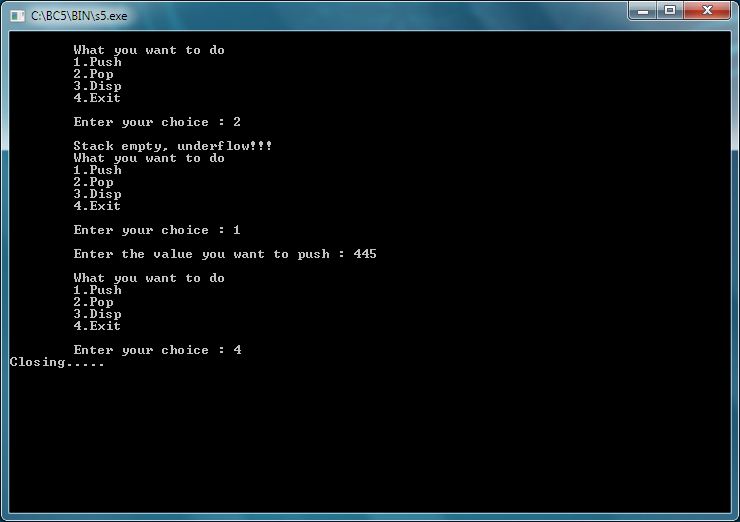 C:\BC5\BIN\s5.exe
What you want to do
1.Push
2.Pop
3.Disp
4.Exit
Enter your choice : 2
Stack empty, underflow!!!
What you want to do
1.Push
2.Pop
3.Disp
4.Exit
Enter your choice : 1
Enter the value you want to push : 445
What you want to do
1.Push
2.Pop
3.Disp
4.Exit
Enter your choice : 4
Closing.....